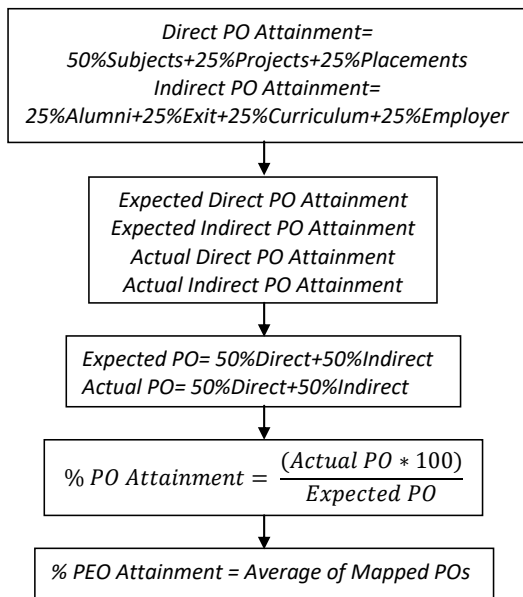 Direct PO Attainment=
50%Subjects+25%Projects+25%Placements
Indirect PO Attainment=
25%Alumni+25%Exit+25%Curriculum+25%Employer
Expected Direct PO Attainment
Expected Indirect PO Attainment
Actual Direct PO Attainment
Actual Indirect PO Attainment
Expected PO= 50%Direct+50%Indirect
Actual PO= 50%Direct+50%Indirect
% PO Attainment = (Actual PO * 100)
Expected PO
% PEO Attainment = Average of Mapped POs